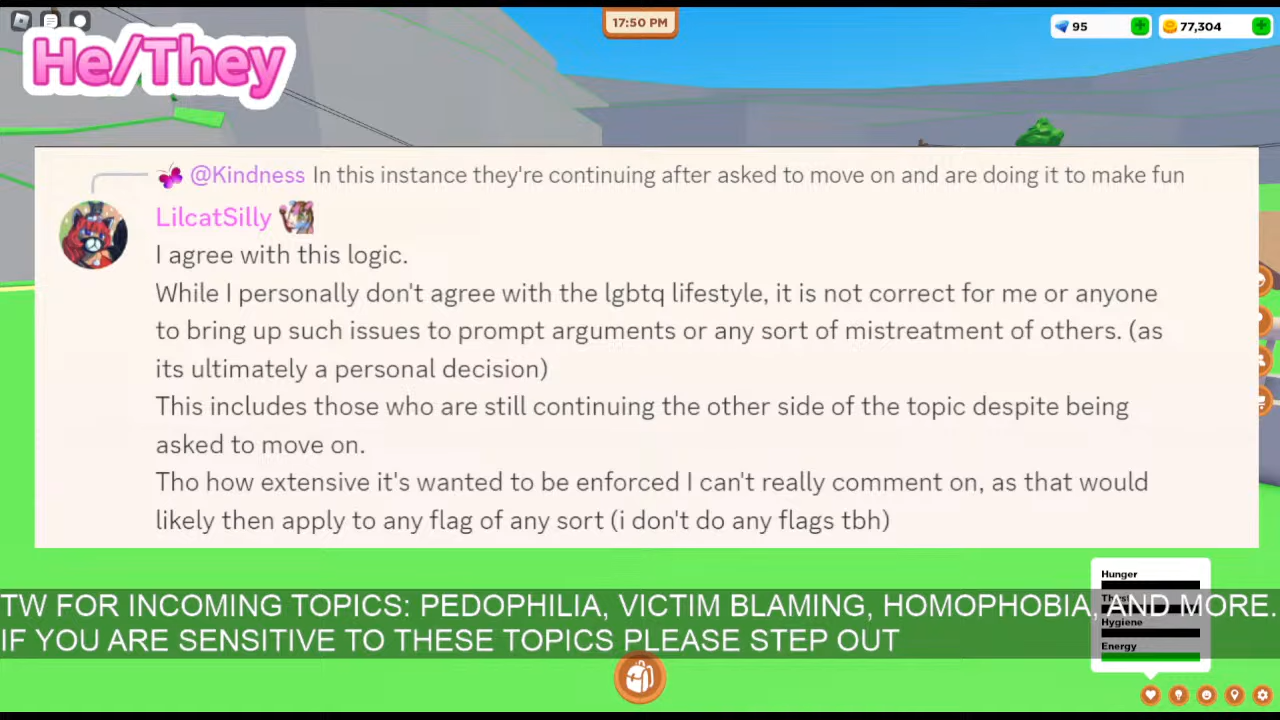 17:50 PM
95
77,304
He/They
@Kindness In this instance they're continuing after asked to move on and are doing it to make fun
LilcatSilly
I agree with this logic.
While I personally don't agree with the lgbtq lifestyle, it is not correct for me or anyone
to bring up such issues to prompt arguments or any sort of mistreatment of others. (as
its ultimately a personal decision)
This includes those who are still continuing the other side of the topic despite being
asked to move on.
Tho how extensive it's wanted to be enforced I can't really comment on, as that would
likely then apply to any flag of any sort (i don't do any flags tbh)
Hunger
Thirst
Hygiene
Energy
TW FOR INCOMING TOPICS: PEDOPHILIA, VICTIM BLAMING, HOMOPHOBIA, AND MORE.
IF YOU ARE SENSITIVE TO THESE TOPICS PLEASE STEP OUT